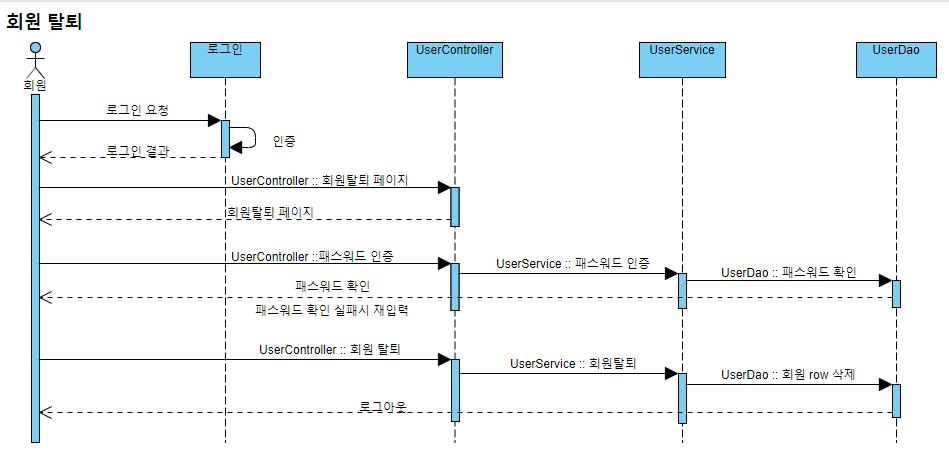 회원 탈퇴
로그인
UserController
UserService
UserDao
회원
로그인 요청
인증
로그인 결과
UserController :: 회원탈퇴 페이지
회원탈퇴 페이지
UserController ::패스워드 인증
UserService :: 패스워드 인증
UserDao :: 패스워드 확인
패스워드 확인
패스워드 확인 실패시 재입력
UserController :: 회원 탈퇴
UserService :: 회원탈퇴
UserDao :: 회원 row 삭제
로그아웃